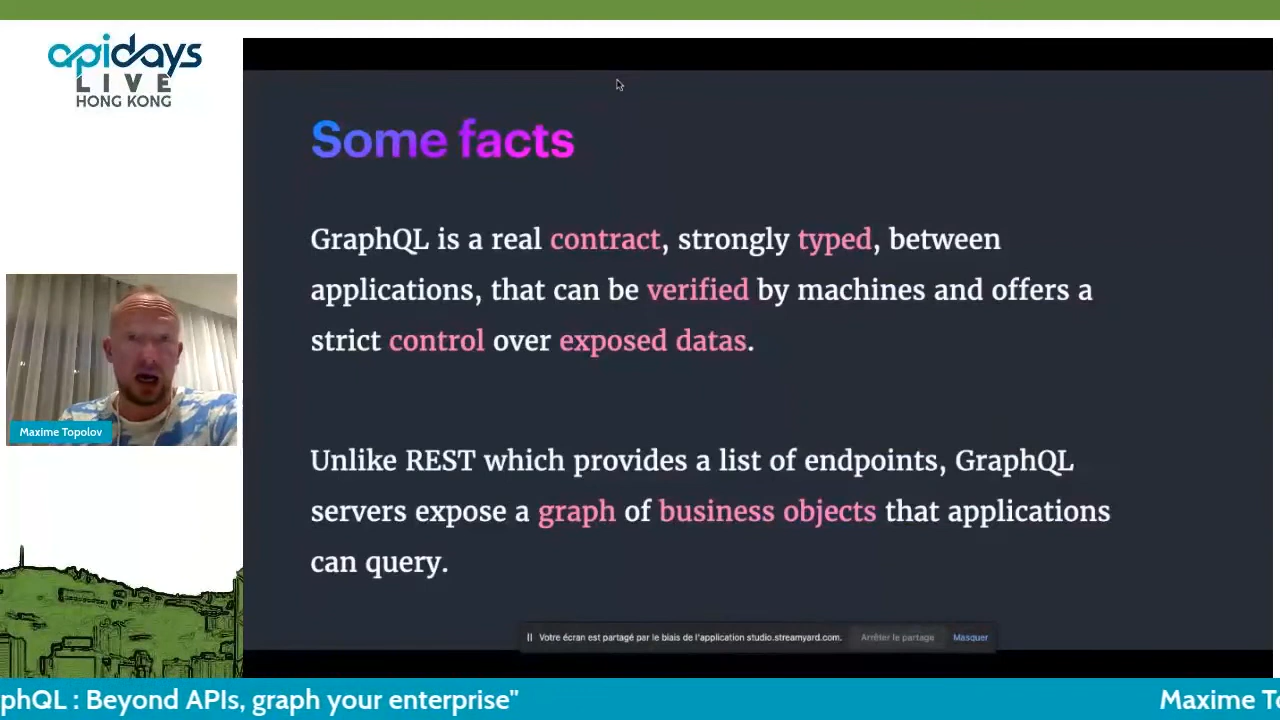 apidays
LIVE
HONG KONG
Some facts
GraphQL is a real contract, strongly typed, between
applications, that can be verified by machines and offers a
strict control over exposed datas.
Unlike REST which provides a list of endpoints, GraphQL
servers expose a graph of business objects that applications
can query.
Maxime Topolov
Votre écran est partagé par le biais de l'application studio.streamyard.com.
Arrêter le partage
Masquer
phQL : Beyond APIs, graph your enterprise"
Maxime To